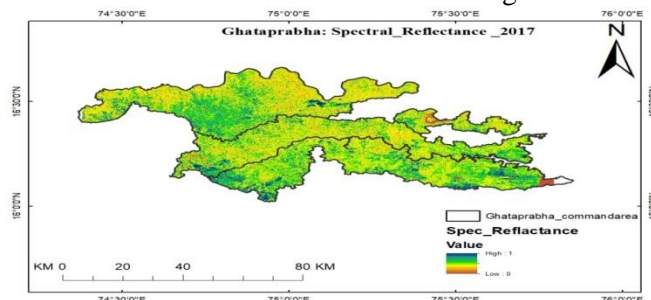 74°30'0"E 75°0'0"E 75°30'0"E 76°0'0"E
Ghataprabha: Spectral_Reflectance _2017
N
16°30'0"N
16°0'0"N
Ghataprabha_commandarea
Spec_Reflactance
Value
High : 1
Low : 0
KM 0 20 40 80 KM
74°30'0"E 75°0'0"E 75°30'0"E 76°0'0"E